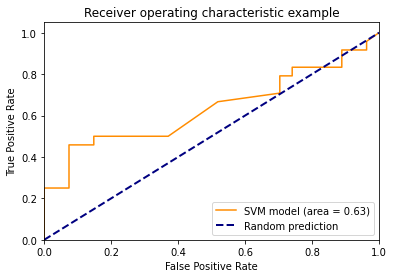 Receiver operating characteristic example
True Positive Rate
1.0
0.8
0.6
0.4
0.2
0.0
SVM model (area = 0.63)
Random prediction
0.0 0.2 0.4 0.6 0.8 1.0
False Positive Rate